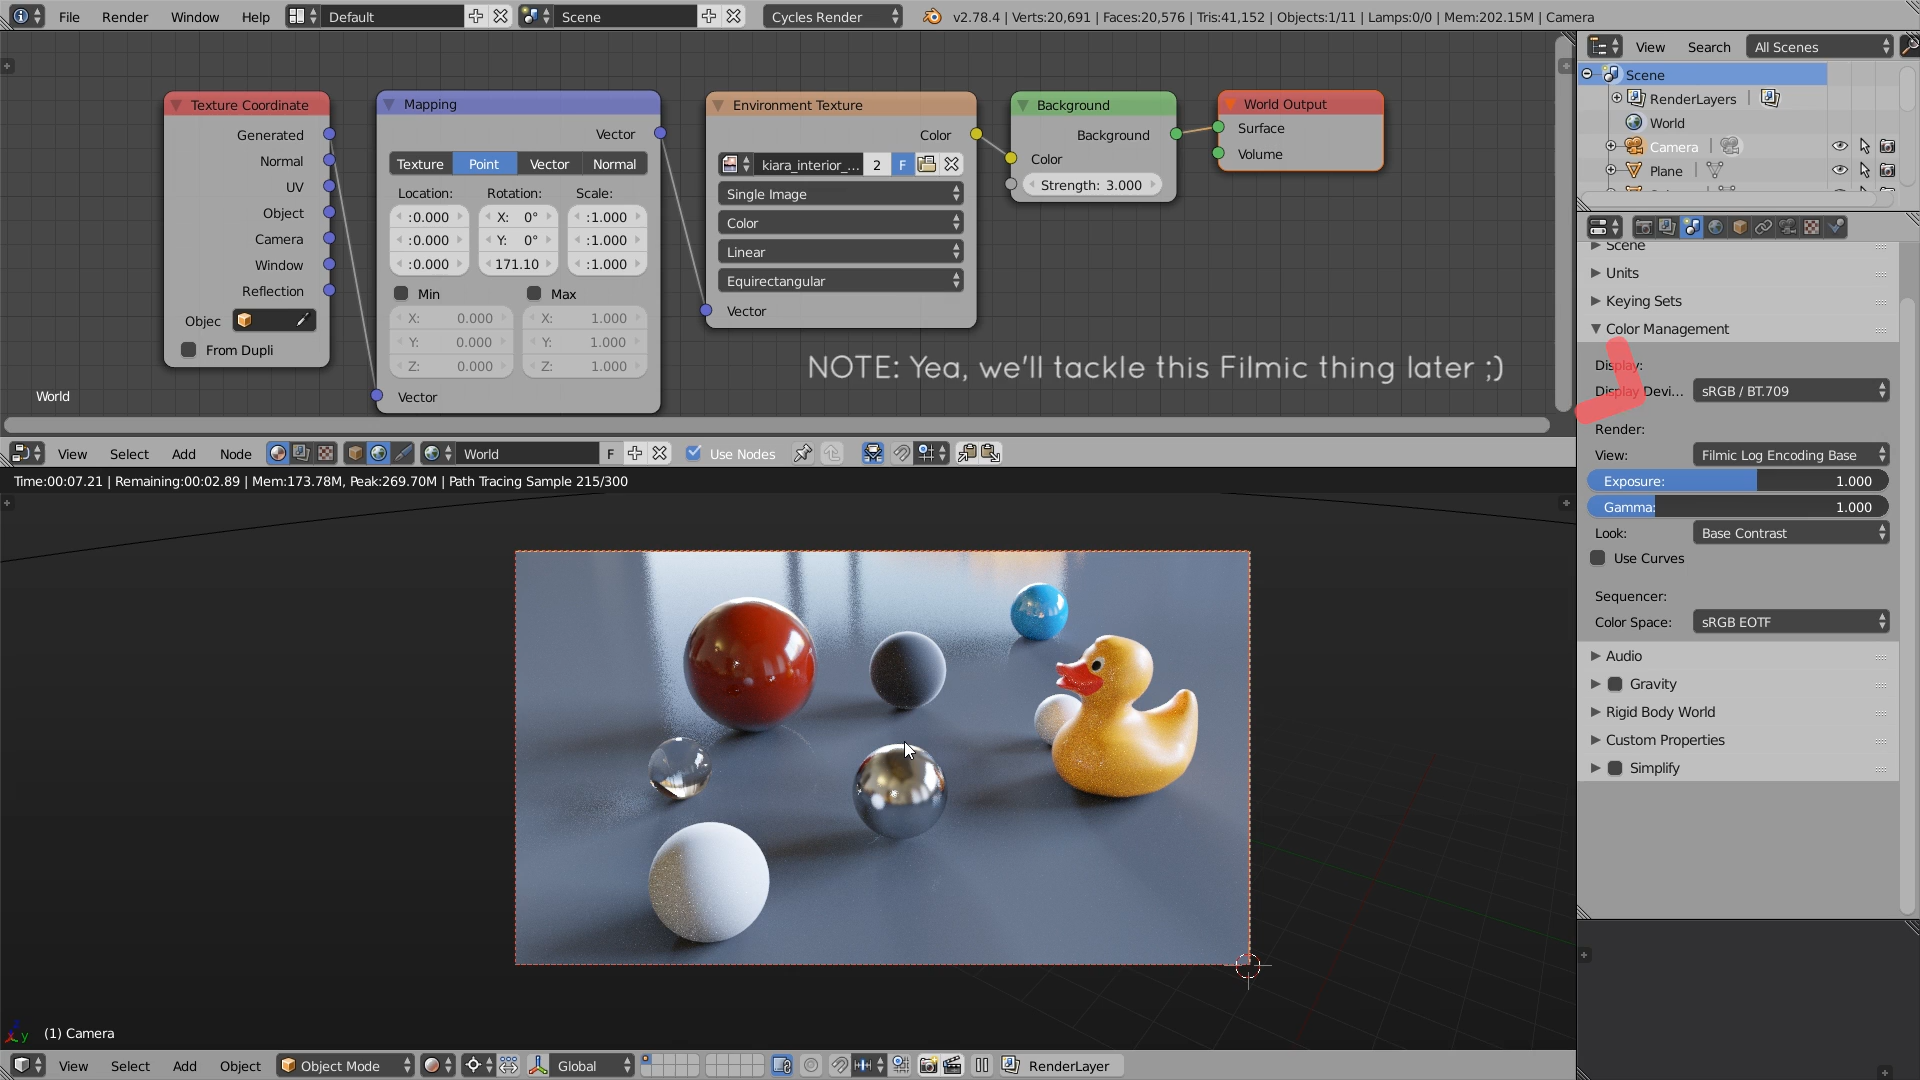 File Render Window Help Default Scene Cycles Render v2.78.4 | Verts:20,691 | Faces:20,576 | Tris:41,152 | Objects:1/11 | Lamps:0/0 | Mem:202.15M | Camera
Texture Coordinate
Generated
Normal
UV
Object
Camera
Window
Reflection
Objec
From Dupli
Mapping
Vector
Texture Point Vector Normal
Location: Rotation: Scale:
:0.000 X: 0° :1.000
:0.000 Y: 0° :1.000
:0.000 171.10 :1.000
Min Max
X: 0.000 X: 1.000
Y: 0.000 Y: 1.000
Z: 0.000 Z: 1.000
Vector
Environment Texture
Color
kiara_interior_... 2 F
Single Image
Color
Linear
Equirectangular
Vector
Background
Background
Color
Strength: 3.000
World Output
Surface
Volume
NOTE: Yea, we'll tackle this Filmic thing later ;)
World
View Select Add Node World F Use Nodes
Time:00:07.21 | Remaining:00:02.89 | Mem:173.78M, Peak:269.70M | Path Tracing Sample 215/300
(1) Camera
y
View Select Add Object Object Mode Global RenderLayer
View Search All Scenes
Scene
RenderLayers |
World
Camera |
Plane |
Scene
Units
Keying Sets
Color Management
Display:
Display Devi... sRGB / BT.709
Render:
View: Filmic Log Encoding Base
Exposure: 1.000
Gamma: 1.000
Look: Base Contrast
Use Curves
Sequencer:
Color Space: sRGB EOTF
Audio
Gravity
Rigid Body World
Custom Properties
Simplify